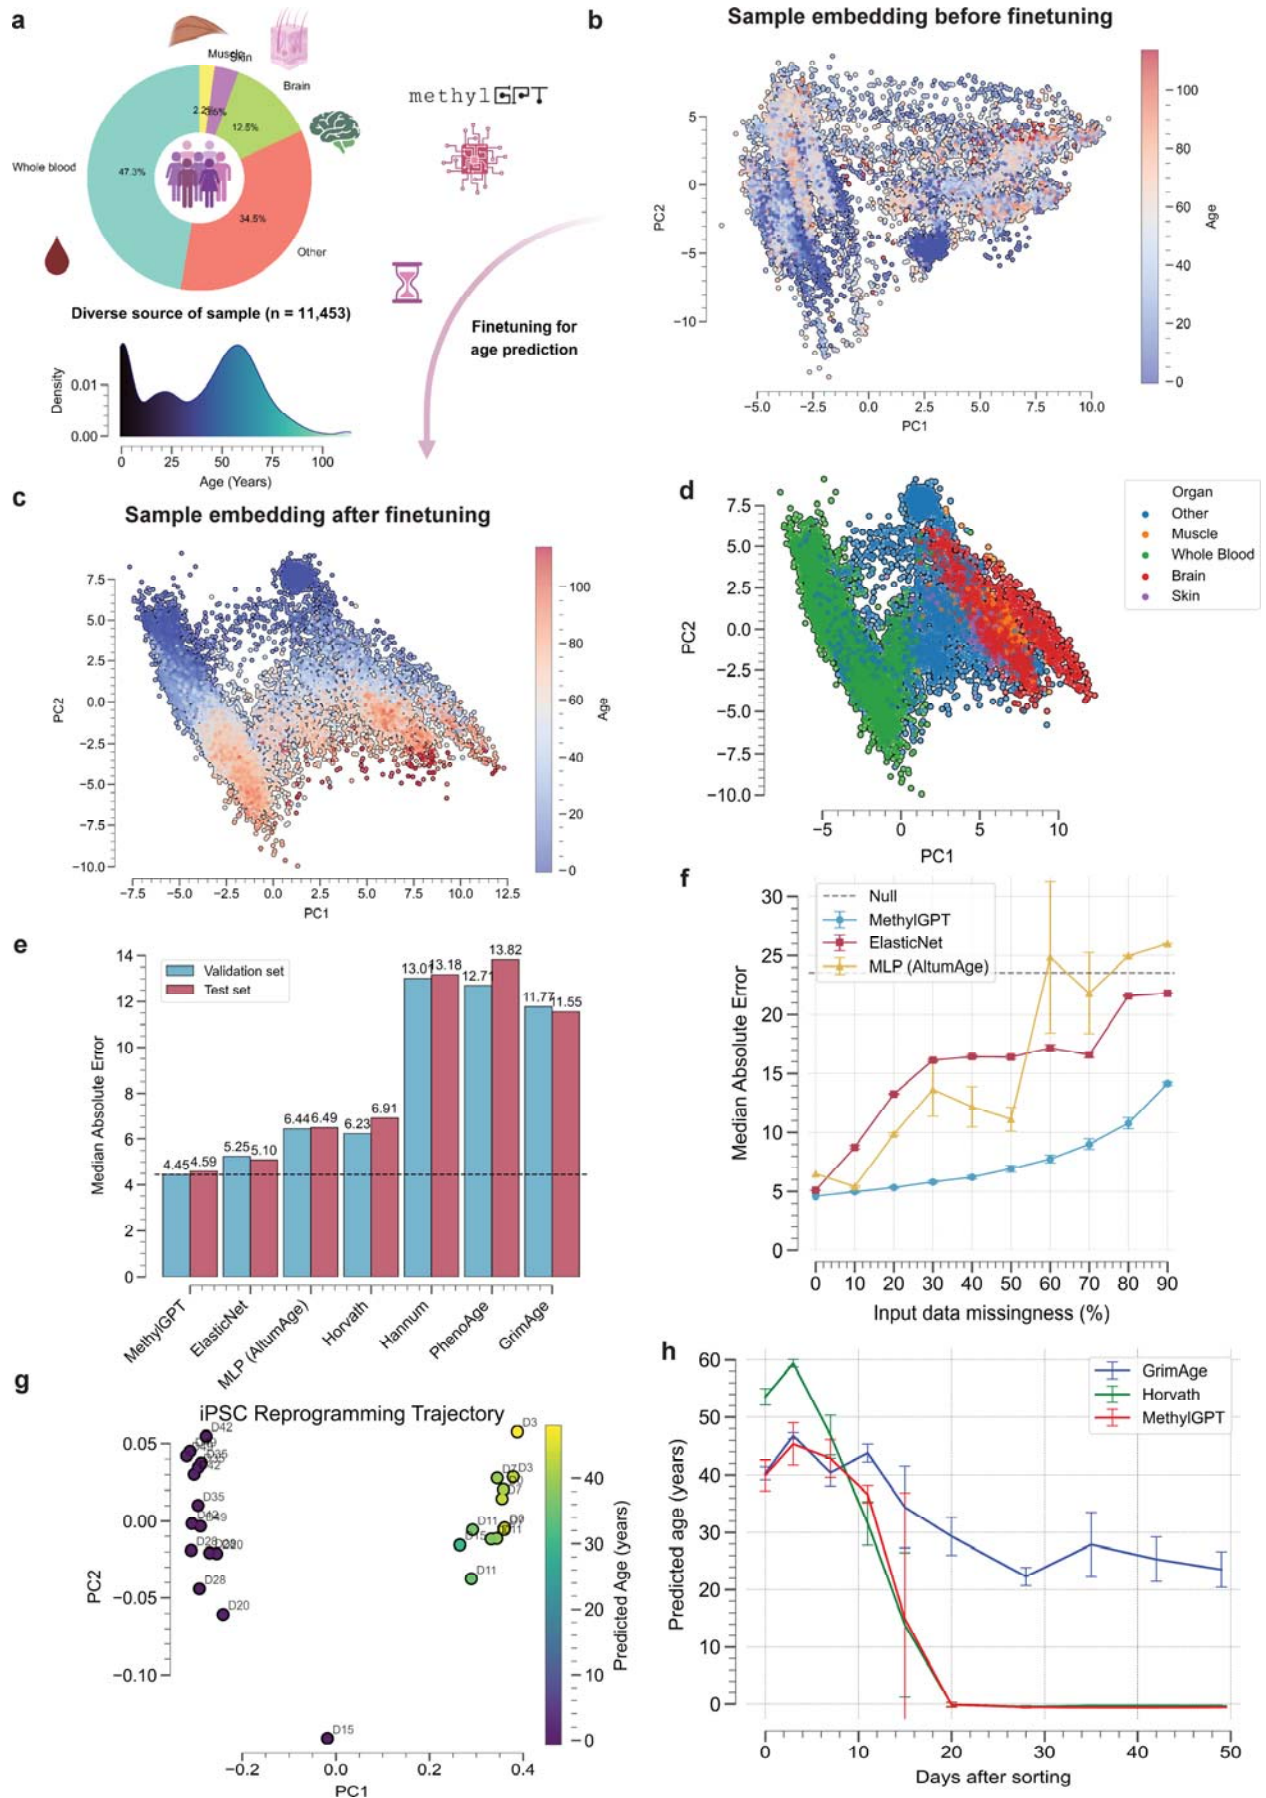 a
Muscle
Skin
Brain
2.2%
12.5%
Whole blood
47.3%
34.5%
Other
methylGPT
Diverse source of sample (n = 11,453)
Density
0.01
0.00
0 25 50 75 100
Age (Years)
Finetuning for
age prediction
b
Sample embedding before finetuning
PC2
5
0
−5
−10
−5.0 −2.5 0.0 2.5 5.0 7.5 10.0
PC1
100
80
60
40
20
0
Age
c
Sample embedding after finetuning
PC2
7.5
5.0
2.5
0.0
−2.5
−5.0
−7.5
−10.0
−7.5 −5.0 −2.5 0.0 2.5 5.0 7.5 10.0 12.5
PC1
100
80
60
40
20
0
Age
d
PC2
7.5
5.0
2.5
0.0
−2.5
−5.0
−7.5
−10.0
−5 0 5 10
PC1
Organ
Other
Muscle
Whole Blood
Brain
Skin
e
Median Absolute Error
14
12
10
8
6
4
2
0
Validation set
Test set
4.45 4.59
5.25 5.10
6.44 6.49
6.23 6.91
13.01 13.18
12.71 13.82
11.77 11.55
MethylGPT
ElasticNet
MLP (AltumAge)
Horvath
Hannum
PhenoAge
GrimAge
f
Median Absolute Error
30
25
20
15
10
5
0
Null
MethylGPT
ElasticNet
MLP (AltumAge)
0 10 20 30 40 50 60 70 80 90
Input data missingness (%)
g
iPSC Reprogramming Trajectory
PC2
0.05
0.00
−0.05
−0.10
D42
D35
D42
D35
D42
D49
D28
D20
D28
D20
D15
D3
D7
D3
D7
D11
D15
D0
D11
D11
−0.2 0.0 0.2 0.4
PC1
40
30
20
10
0
Predicted Age (years)
h
Predicted age (years)
60
50
40
30
20
10
0
GrimAge
Horvath
MethylGPT
0 10 20 30 40 50
Days after sorting